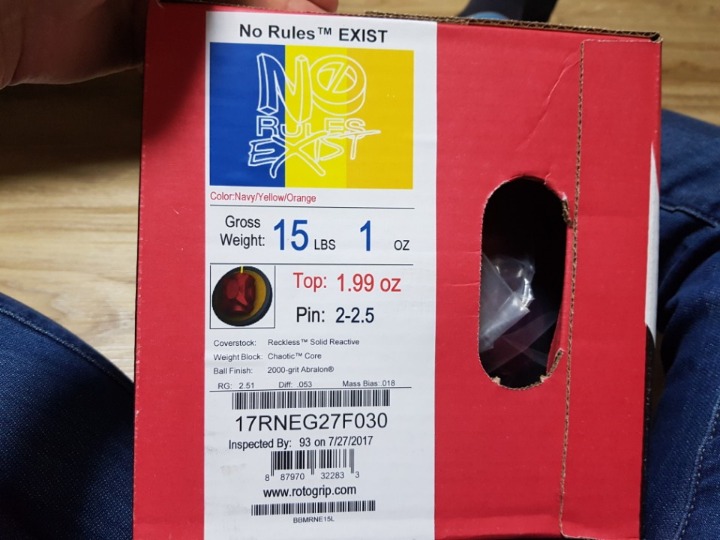 No Rules™ EXIST
NO
RULES
EXIST
Color:Navy/Yellow/Orange
Gross Weight: 15 LBS 1 OZ
Top: 1.99 oz
Pin: 2-2.5
Coverstock: Reckless™ Solid Reactive
Weight Block: Chaotic™ Core
Ball Finish: 2000-grit Abralon®
RG: 2.51 Diff: .053 Mass Bias: .018
17RNEG27F030
Inspected By: 93 on 7/27/2017
8 87970 32283 3
www.rotogrip.com
BBMRNE15L